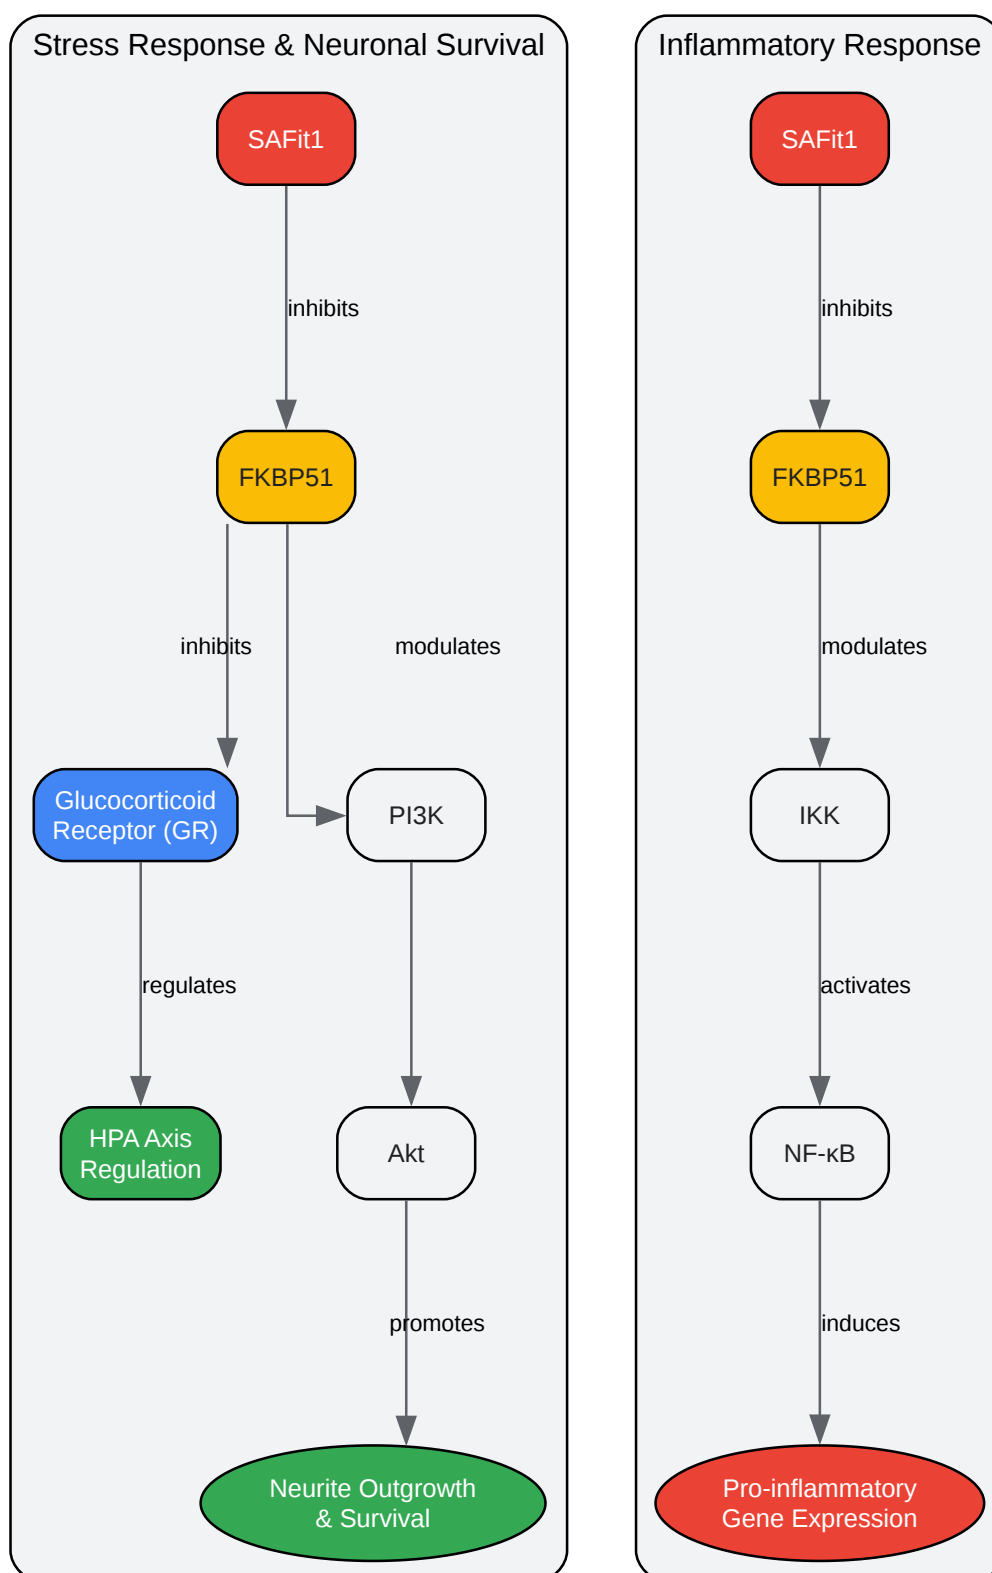 Stress Response & Neuronal Survival
SAFit1
inhibits
FKBP51
inhibits
modulates
Glucocorticoid
Receptor (GR)
PI3K
regulates
HPA Axis
Regulation
Akt
promotes
Neurite Outgrowth
& Survival
Inflammatory Response
SAFit1
inhibits
FKBP51
modulates
IKK
activates
NF-κB
induces
Pro-inflammatory
Gene Expression